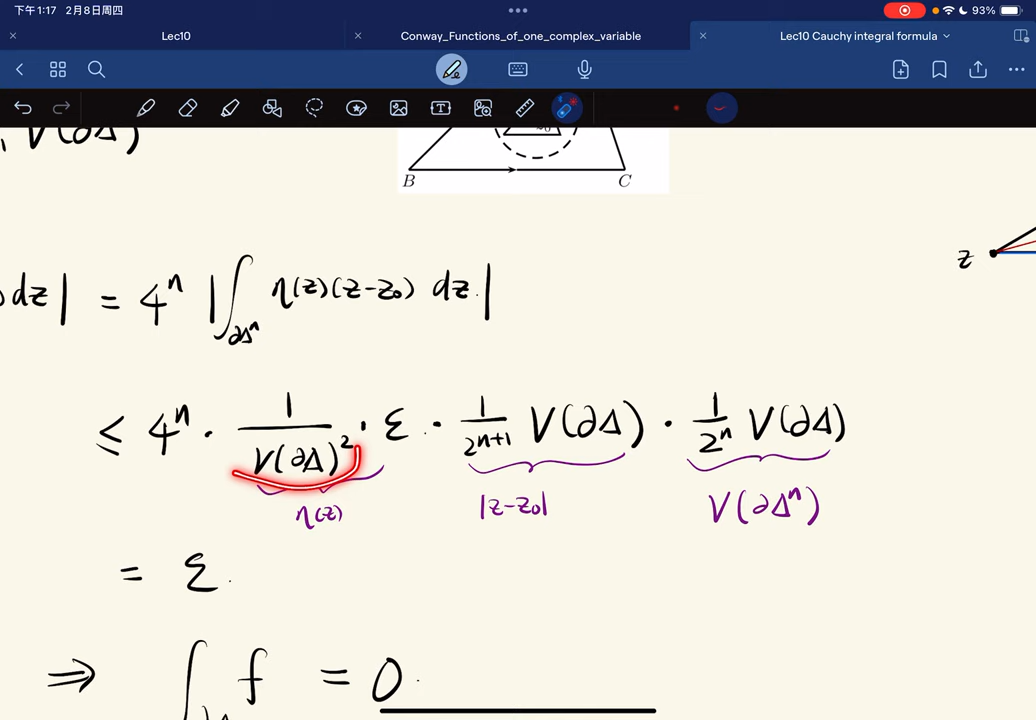 下午1:17 2月8日周四
93%
Lec10
Conway_Functions_of_one_complex_variable
Lec10 Cauchy integral formula
V(∂Δ)
z₀
B C
z
dz| = 4ⁿ |∫_{∂Δⁿ} η(z)(z-z₀) dz|
≤ 4ⁿ · 1/V(∂Δ)² · ε · 1/2ⁿ⁺¹ V(∂Δ) · 1/2ⁿ V(∂Δ)
η(z) |z-z₀| V(∂Δⁿ)
= ε.
⇒ ∫ f = 0.